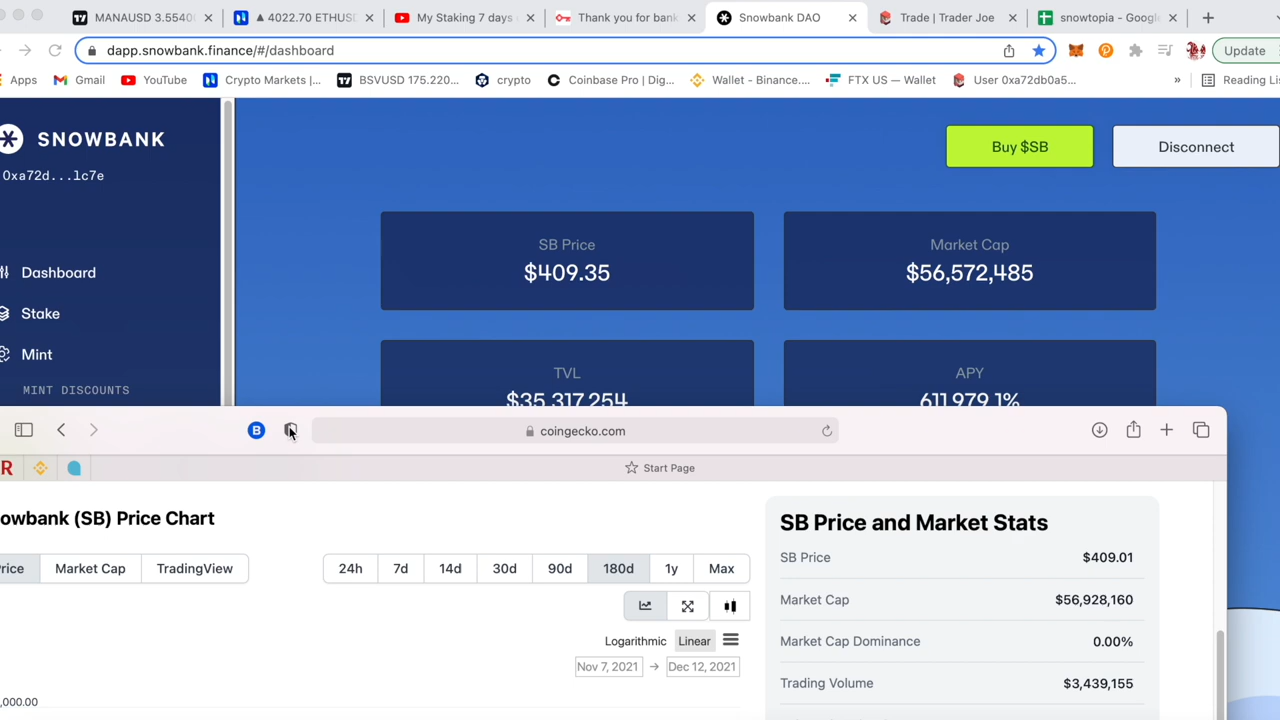 MANAUSD 3.5540
▲ 4022.70 ETHUS
My Staking 7 days
Thank you for bank
Snowbank DAO
Trade | Trader Joe
snowtopia - Google
dapp.snowbank.finance/#/dashboard
Update
Apps
Gmail
YouTube
Crypto Markets |...
BSVUSD 175.220...
crypto
Coinbase Pro | Dig...
Wallet - Binance....
FTX US — Wallet
User 0xa72d0a5...
»
Reading Lis
SNOWBANK
0xa72d...lc7e
Buy $SB
Disconnect
SB Price
$409.35
Market Cap
$56,572,485
Dashboard
Stake
Mint
MINT DISCOUNTS
TVL
$35,317,254
APY
611,979.1%
B
coingecko.com
R
Start Page
owbank (SB) Price Chart
rice
Market Cap
TradingView
24h
7d
14d
30d
90d
180d
1y
Max
Logarithmic
Linear
Nov 7, 2021 → Dec 12, 2021
,000.00
SB Price and Market Stats
SB Price
$409.01
Market Cap
$56,928,160
Market Cap Dominance
0.00%
Trading Volume
$3,439,155